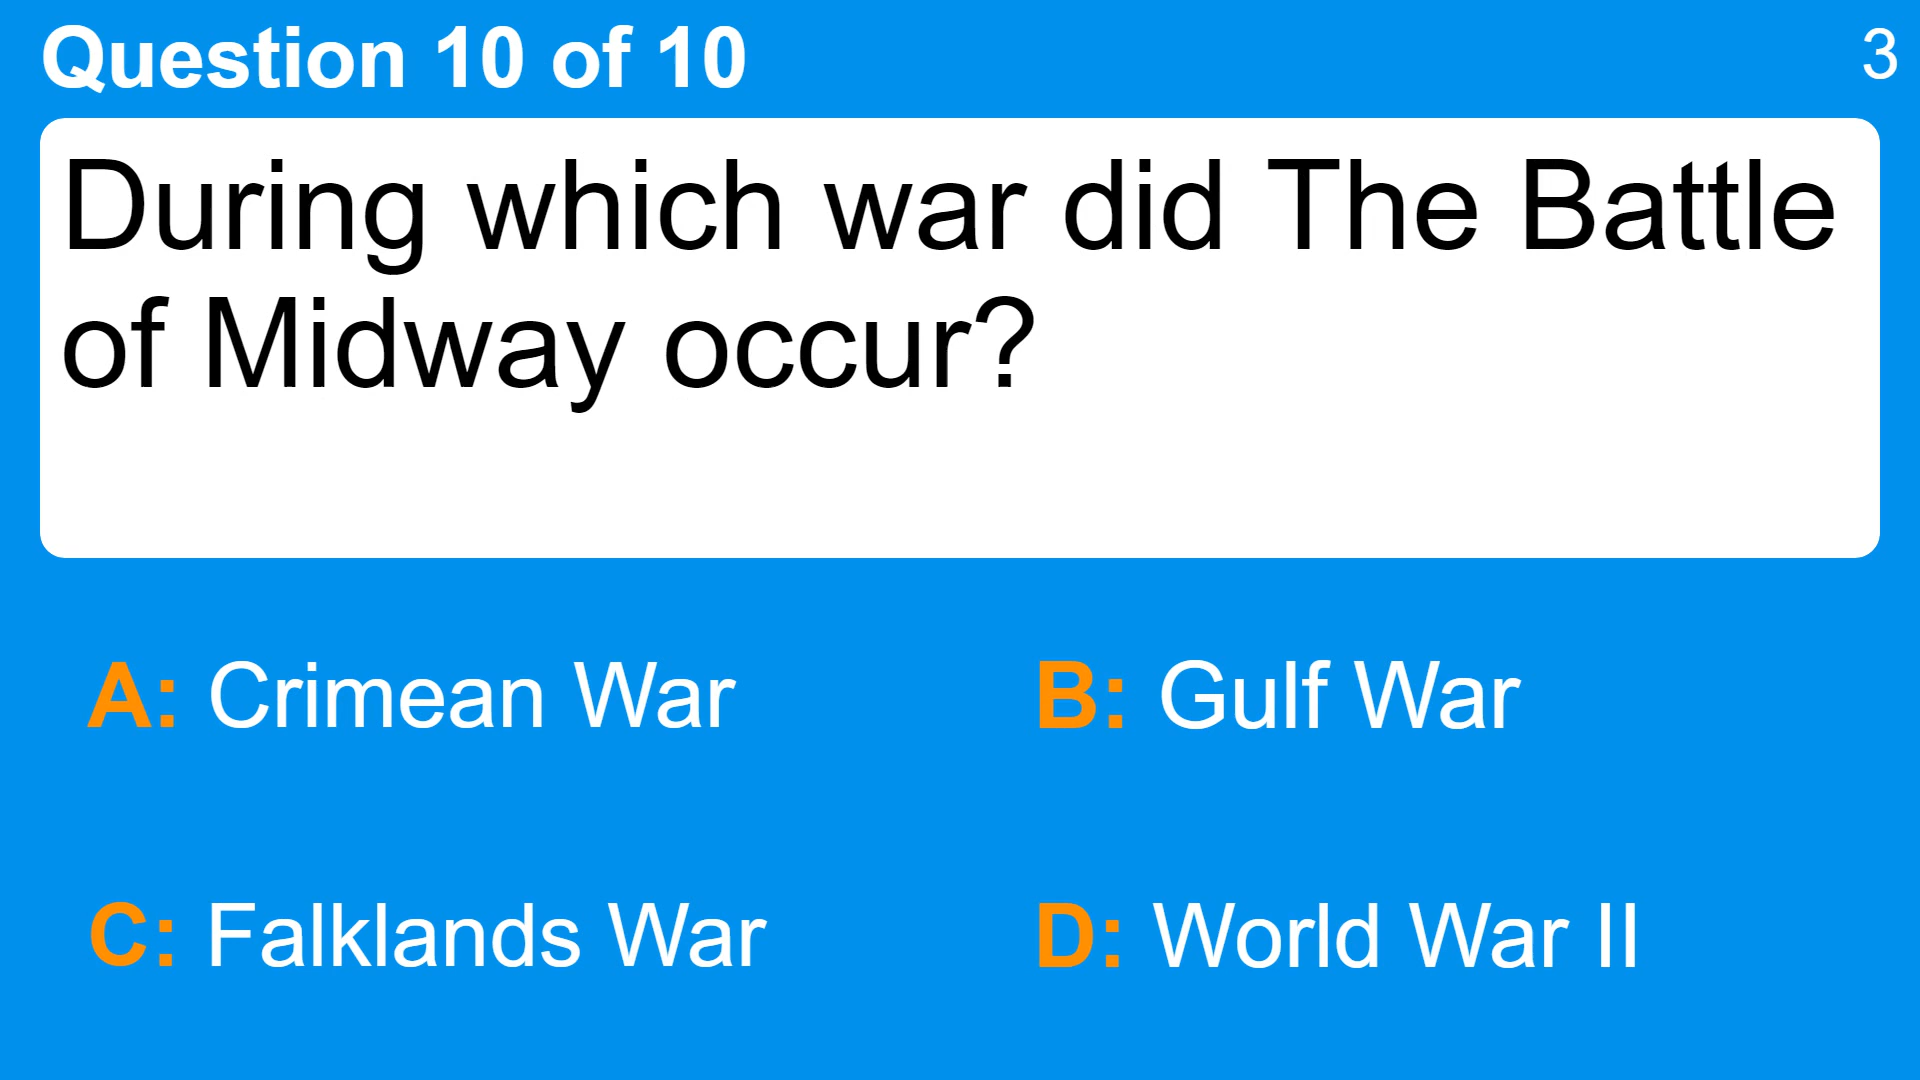 Question 10 of 10
3
During which war did The Battle
of Midway occur?
A: Crimean War
B: Gulf War
C: Falklands War
D: World War II